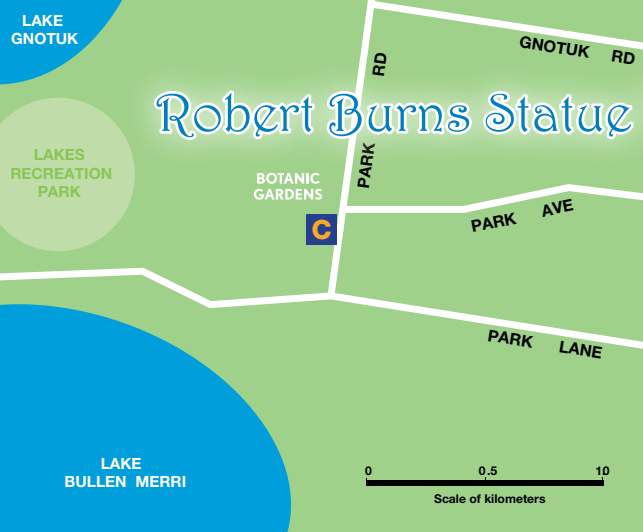 LAKE
GNOTUK
GNOTUK RD
PARK RD
Robert Burns Statue
LAKES
RECREATION
PARK
BOTANIC
GARDENS
C
PARK AVE
PARK LANE
LAKE
BULLEN MERRI
0 0.5 10
Scale of kilometers